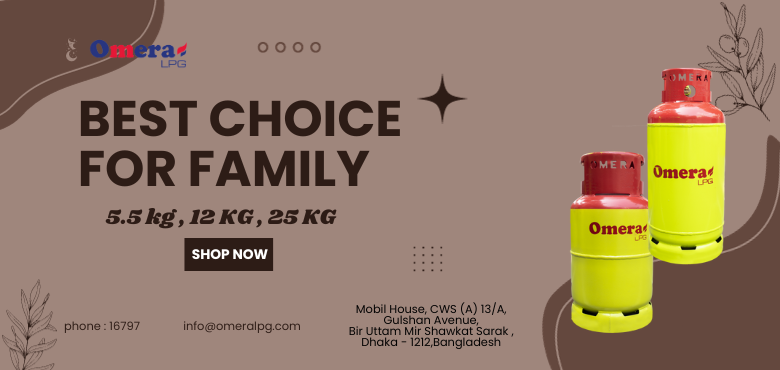 Omera
LPG
BEST CHOICE
FOR FAMILY
5.5 kg , 12 KG , 25 KG
SHOP NOW
phone : 16797
info@omeralpg.com
Mobil House, CWS (A) 13/A,
Gulshan Avenue,
Bir Uttam Mir Shawkat Sarak ,
Dhaka - 1212,Bangladesh
OMERA
Omera
LPG
OMERA
Omera
LPG